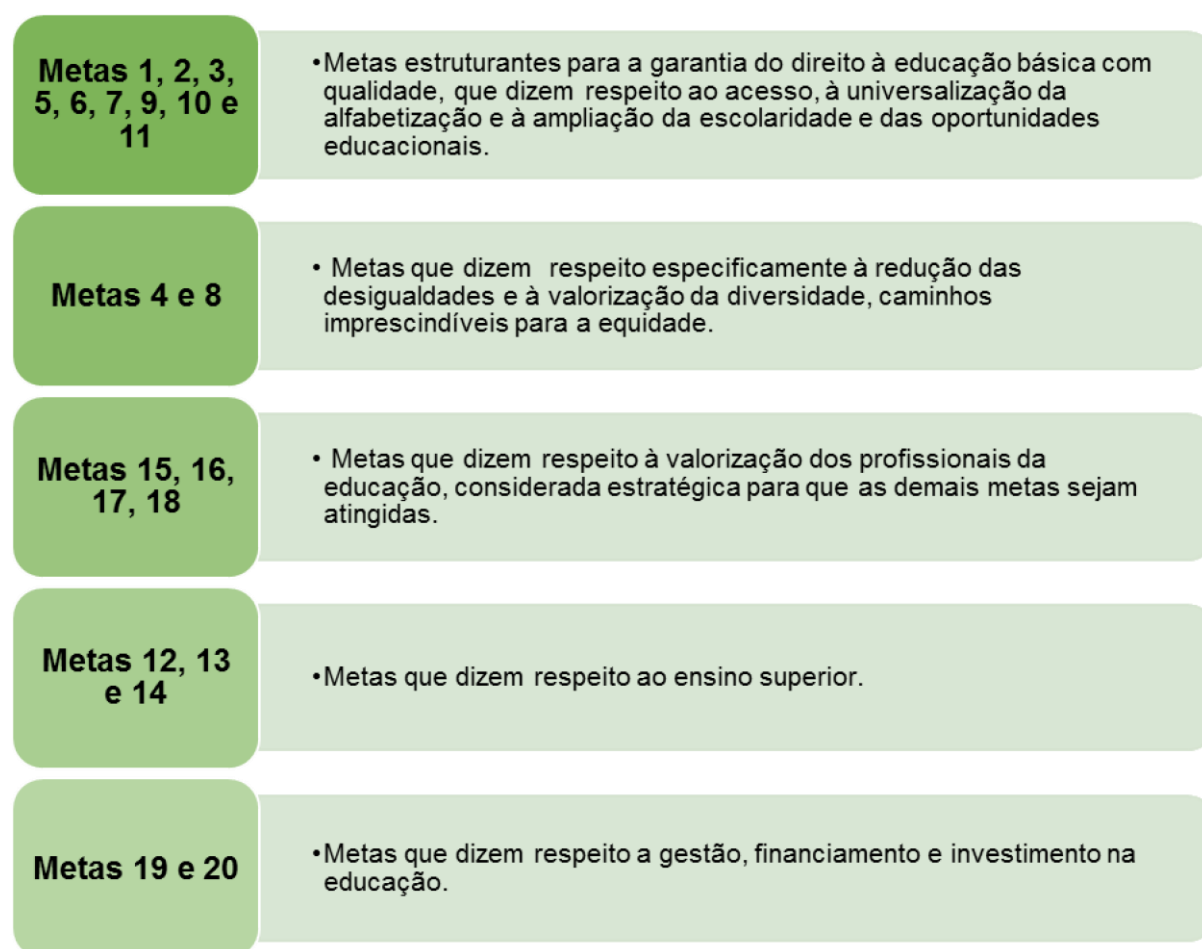 Metas 1, 2, 3,
5, 6, 7, 9, 10 e
11
•Metas estruturantes para a garantia do direito à educação básica com
qualidade, que dizem respeito ao acesso, à universalização da
alfabetização e à ampliação da escolaridade e das oportunidades
educacionais.
Metas 4 e 8
• Metas que dizem respeito especificamente à redução das
desigualdades e à valorização da diversidade, caminhos
imprescindíveis para a equidade.
Metas 15, 16,
17, 18
• Metas que dizem respeito à valorização dos profissionais da
educação, considerada estratégica para que as demais metas sejam
atingidas.
Metas 12, 13
e 14
•Metas que dizem respeito ao ensino superior.
Metas 19 e 20
•Metas que dizem respeito a gestão, financiamento e investimento na
educação.